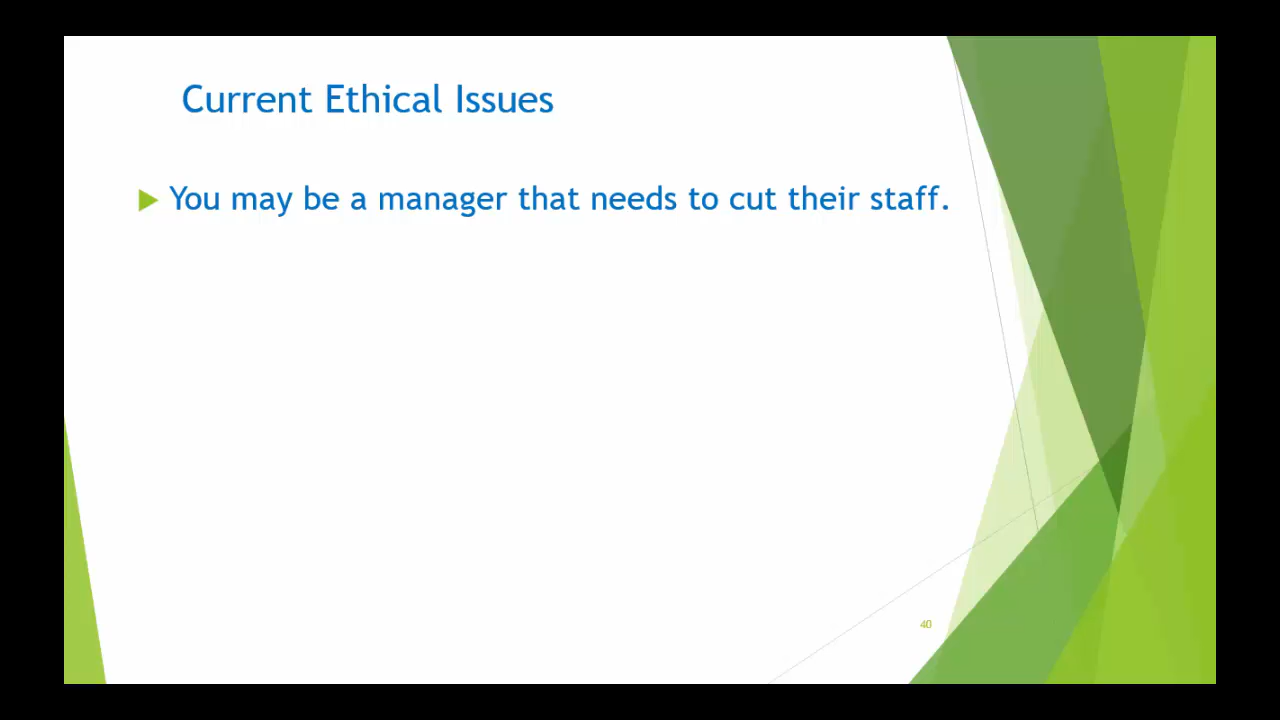 Current Ethical Issues
You may be a manager that needs to cut their staff.
40